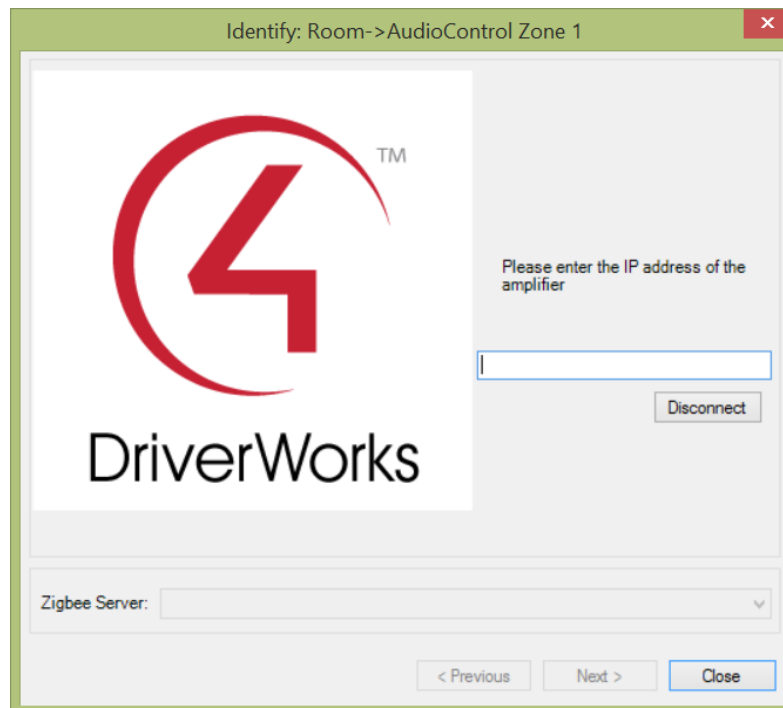 Identify: Room->AudioControl Zone 1
x
4
TM
DriverWorks
Please enter the IP address of the
amplifier
Disconnect
Zigbee Server:
< Previous
Next >
Close